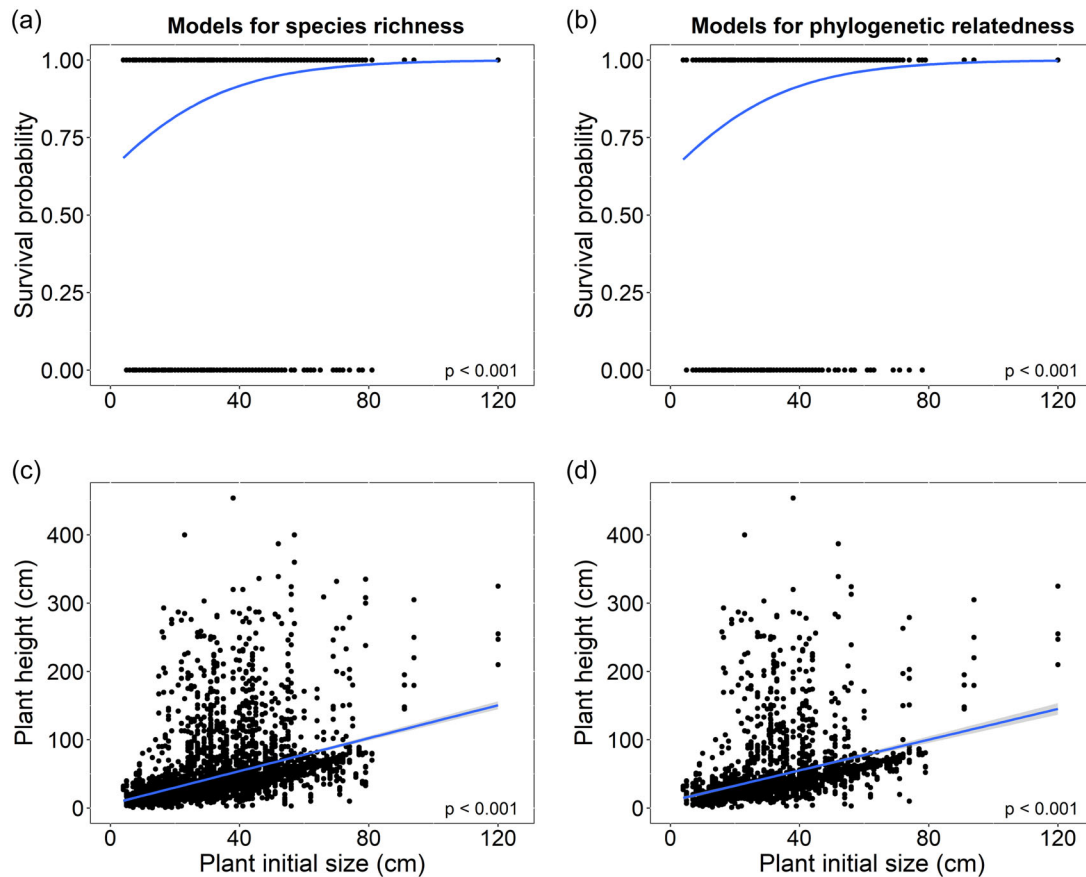 (a)
Models for species richness
Survival probability
1.00
0.75
0.50
0.25
0.00
p < 0.001
0 40 80 120
(b)
Models for phylogenetic relatedness
Survival probability
1.00
0.75
0.50
0.25
0.00
p < 0.001
0 40 80 120
(c)
Plant height (cm)
400
300
200
100
0
p < 0.001
0 40 80 120
Plant initial size (cm)
(d)
Plant height (cm)
400
300
200
100
0
p < 0.001
0 40 80 120
Plant initial size (cm)